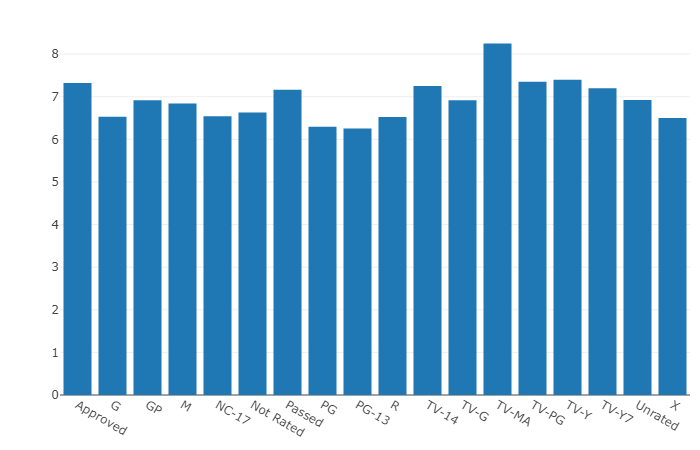 8
7
6
5
4
3
2
1
0
Approved
G
GP
M
NC-17
Not Rated
Passed
PG
PG-13
R
TV-14
TV-G
TV-MA
TV-PG
TV-Y
TV-Y7
Unrated
X